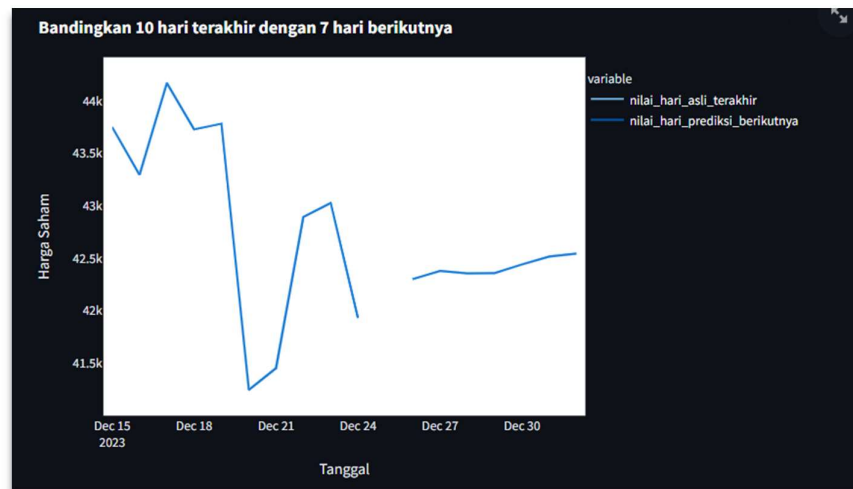 Bandingkan 10 hari terakhir dengan 7 hari berikutnya
variable
nilai_hari_asli_terakhir
nilai_hari_prediksi_berikutnya
Harga Saham
44k
43.5k
43k
42.5k
42k
41.5k
Dec 15
2023
Dec 18
Dec 21
Dec 24
Dec 27
Dec 30
Tanggal